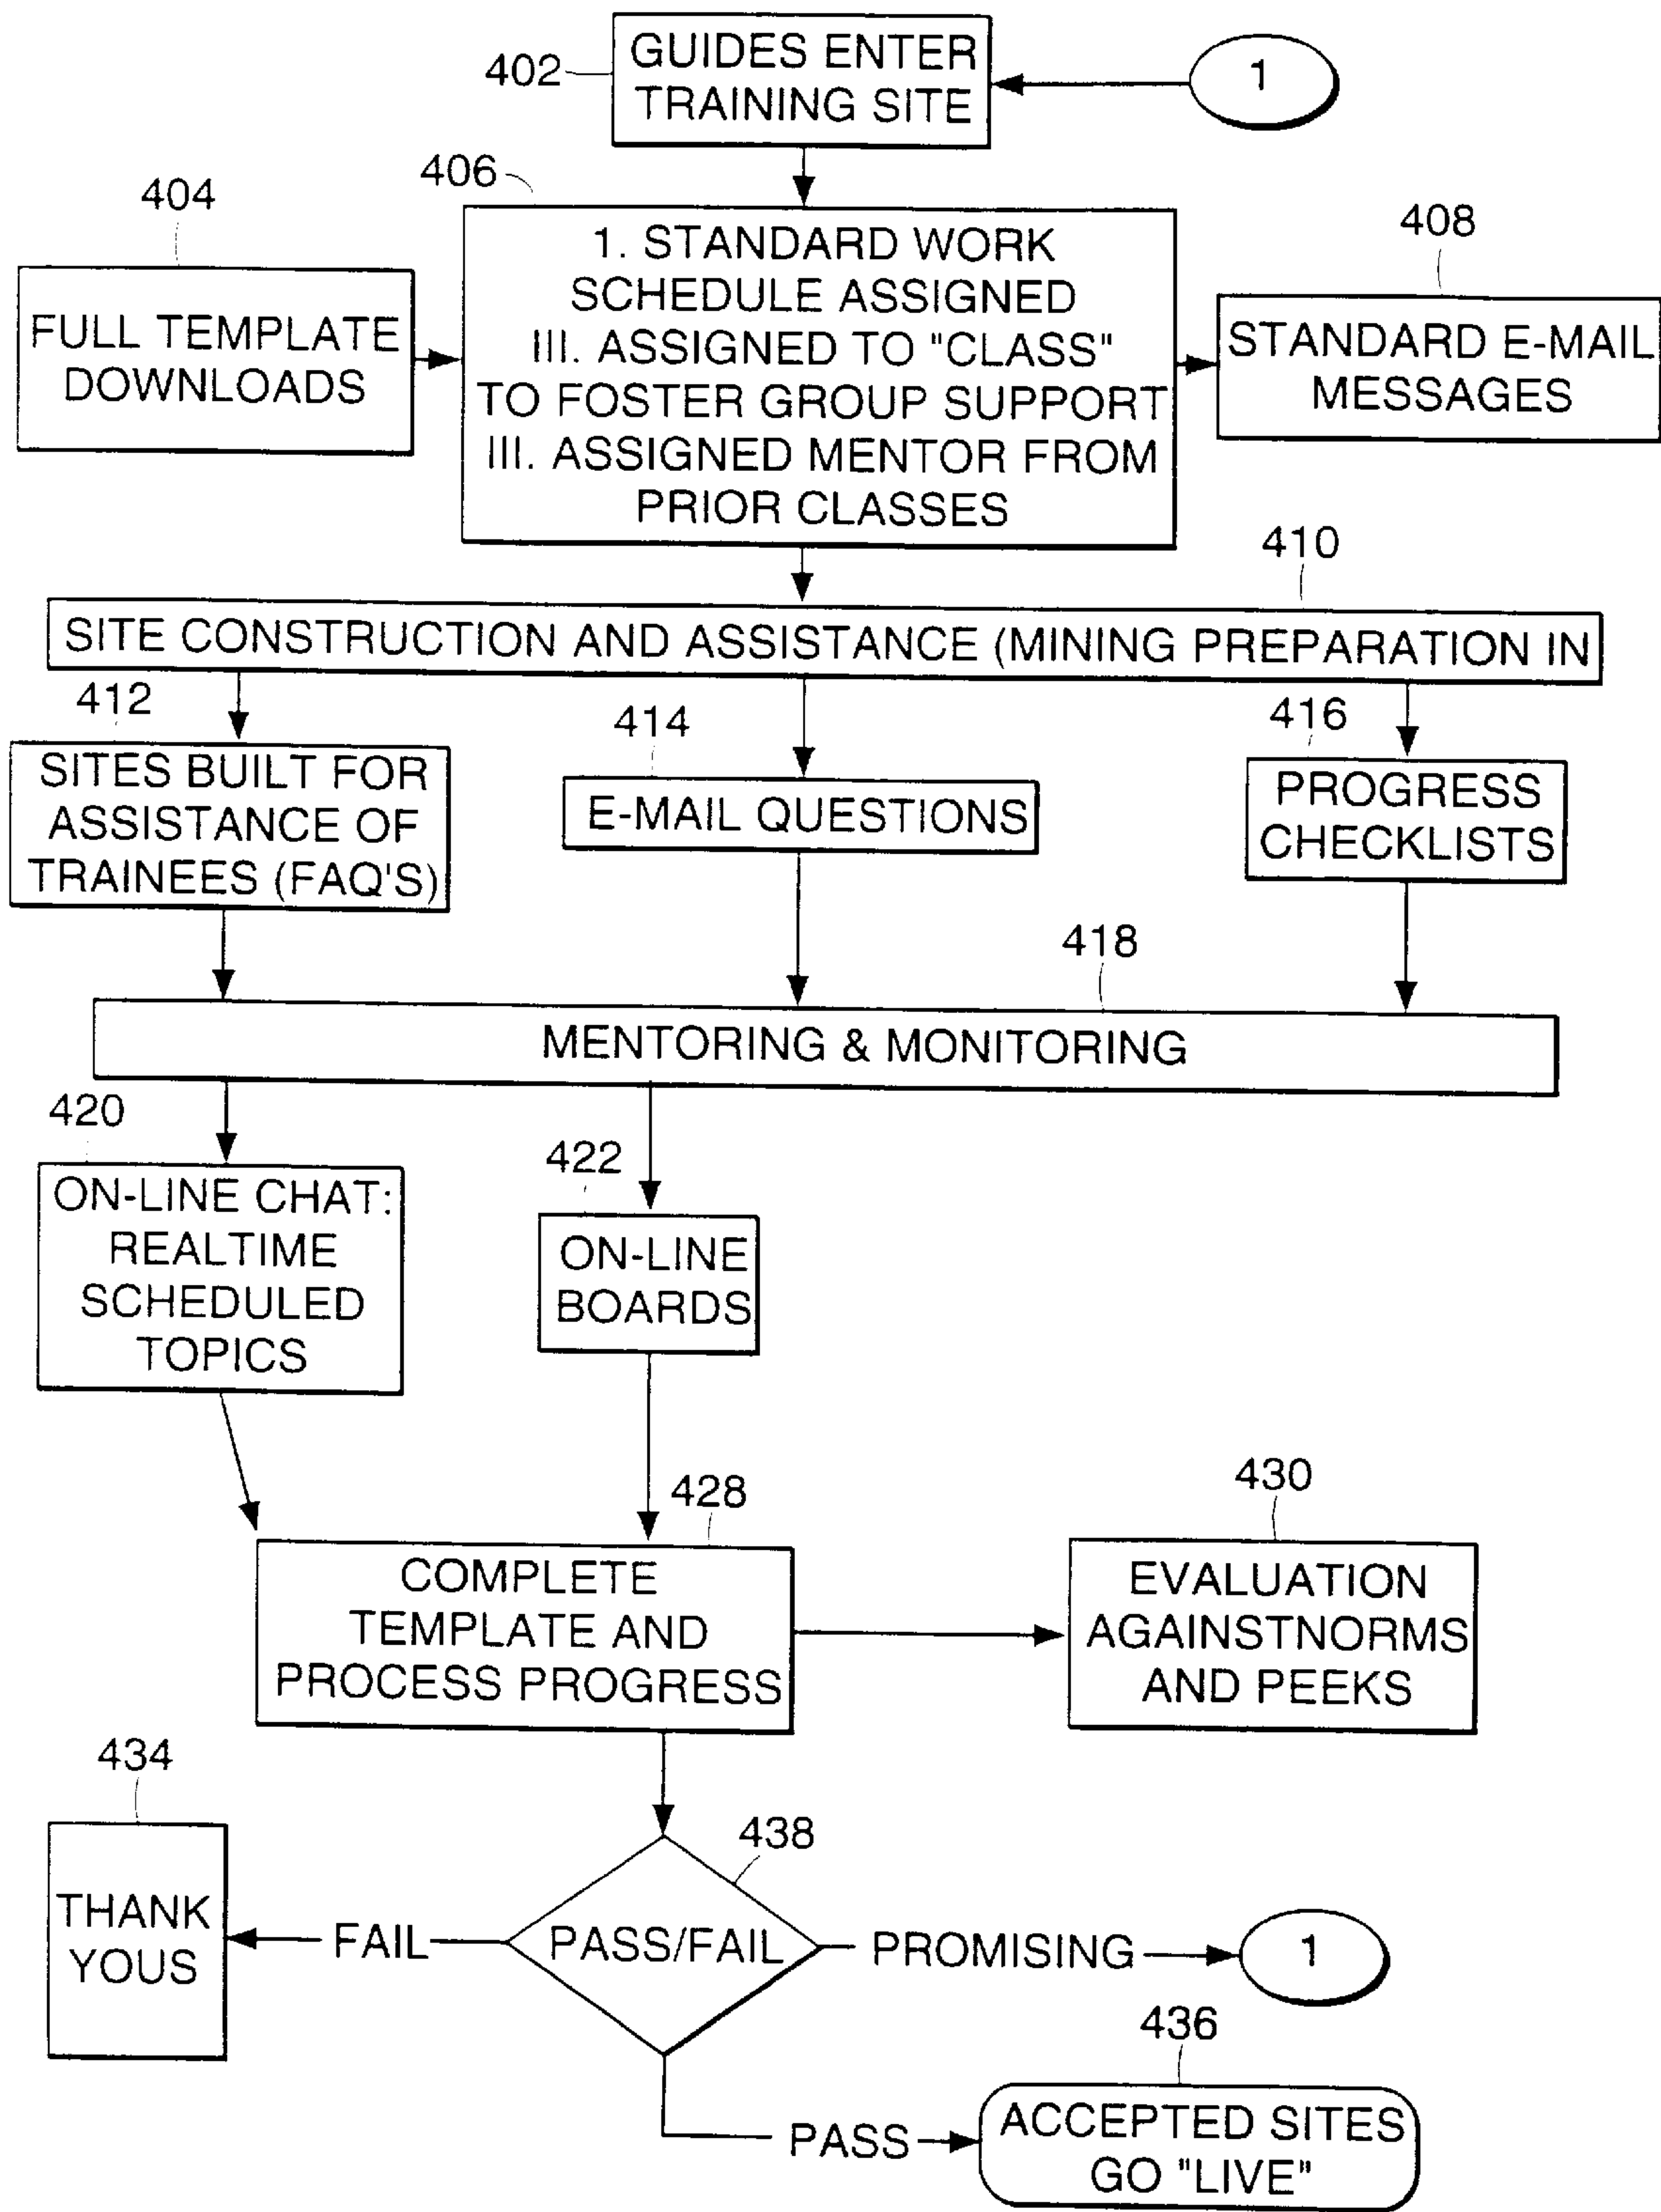 402
GUIDES ENTER
TRAINING SITE
1
406
404
408
1. STANDARD WORK
SCHEDULE ASSIGNED
III. ASSIGNED TO "CLASS"
TO FOSTER GROUP SUPPORT
III. ASSIGNED MENTOR FROM
PRIOR CLASSES
FULL TEMPLATE
DOWNLOADS
STANDARD E-MAIL
MESSAGES
410
SITE CONSTRUCTION AND ASSISTANCE (MINING PREPARATION IN
412
414
416
SITES BUILT FOR
ASSISTANCE OF
TRAINEES (FAQ'S)
E-MAIL QUESTIONS
PROGRESS
CHECKLISTS
418
MENTORING & MONITORING
420
422
ON-LINE CHAT:
REALTIME
SCHEDULED
TOPICS
ON-LINE
BOARDS
428
430
COMPLETE
TEMPLATE AND
PROCESS PROGRESS
EVALUATION
AGAINSTNORMS
AND PEEKS
434
438
THANK
YOUS
FAIL
PASS/FAIL
PROMISING
1
436
PASS
ACCEPTED SITES
GO "LIVE"